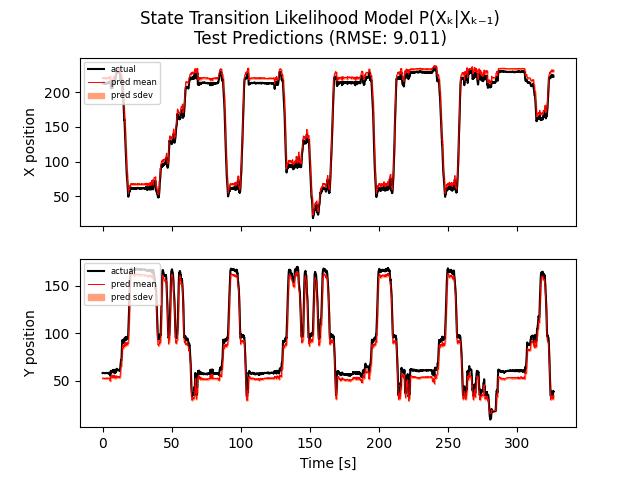 State Transition Likelihood Model P(Xₖ|Xₖ₋₁)
Test Predictions (RMSE: 9.011)
actual
pred mean
pred sdev
X position
200
150
100
50
actual
pred mean
pred sdev
Y position
150
100
50
0 50 100 150 200 250 300
Time [s]